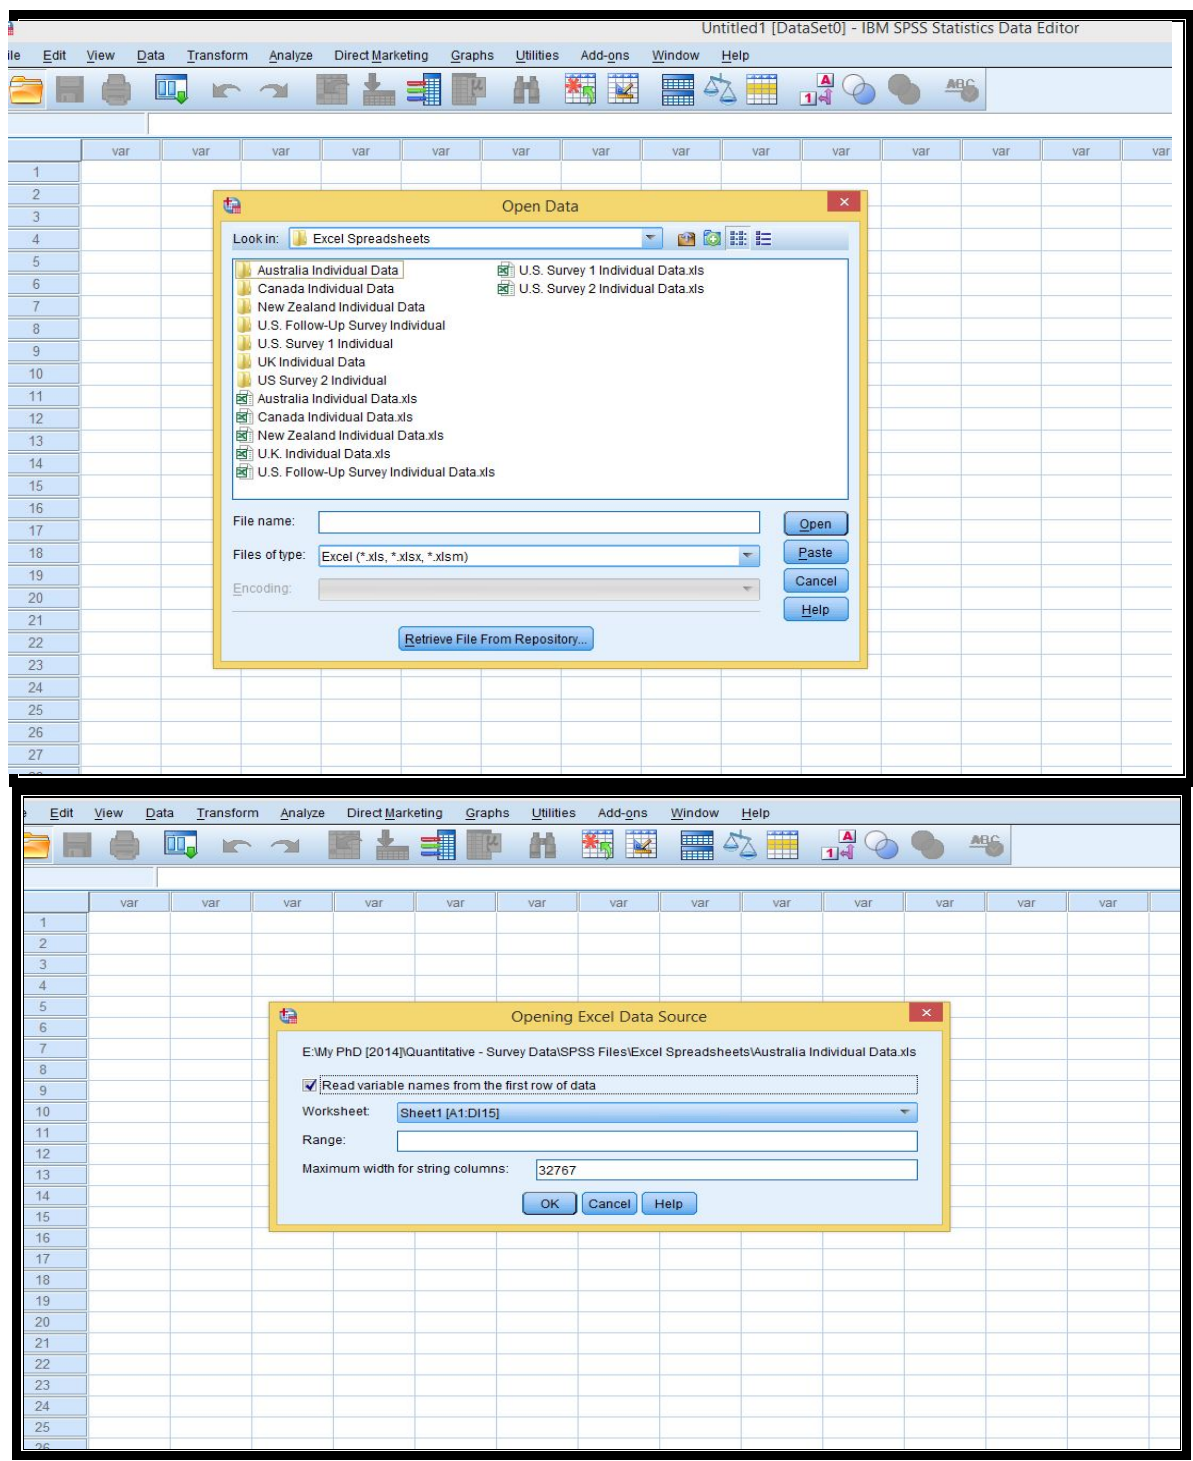 Untitled1 [DataSet0] - IBM SPSS Statistics Data Editor
ile Edit View Data Transform Analyze Direct Marketing Graphs Utilities Add-ons Window Help
var var var var var var var var var var var var var var
1
2
3
4
5
6
7
8
9
10
11
12
13
14
15
16
17
18
19
20
21
22
23
24
25
26
27
Open Data
Look in: Excel Spreadsheets
Australia Individual Data
Canada Individual Data
New Zealand Individual Data
U.S. Follow-Up Survey Individual
U.S. Survey 1 Individual
UK Individual Data
US Survey 2 Individual
Australia Individual Data.xls
Canada Individual Data.xls
New Zealand Individual Data.xls
U.K. Individual Data.xls
U.S. Follow-Up Survey Individual Data.xls
U.S. Survey 1 Individual Data.xls
U.S. Survey 2 Individual Data.xls
File name:
Open
Files of type: Excel (*.xls, *.xlsx, *.xlsm)
Paste
Cancel
Encoding:
Help
Retrieve File From Repository...
Edit View Data Transform Analyze Direct Marketing Graphs Utilities Add-ons Window Help
var var var var var var var var var var var var var
1
2
3
4
5
6
7
8
9
10
11
12
13
14
15
16
17
18
19
20
21
22
23
24
25
26
Opening Excel Data Source
E:\My PhD [2014]\Quantitative - Survey Data\SPSS Files\Excel Spreadsheets\Australia Individual Data.xls
Read variable names from the first row of data
Worksheet: Sheet1 [A1:DI15]
Range:
Maximum width for string columns: 32767
OK Cancel Help